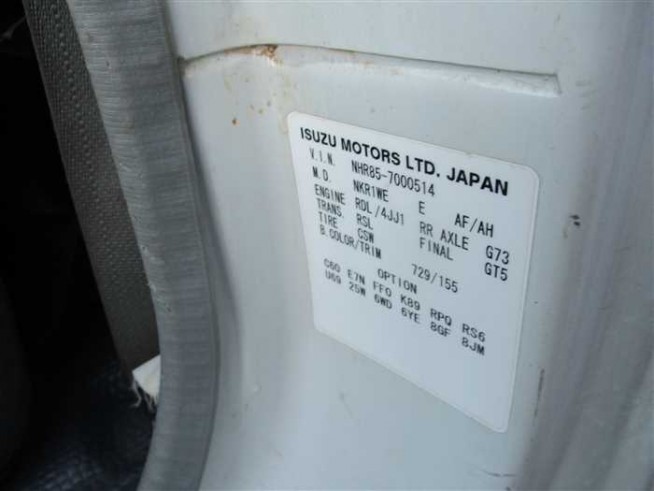 ISUZU MOTORS LTD. JAPAN
V.I.N. NHR85-7000514
M.D. NKR1WE E AF/AH
ENGINE RDL/4JJ1 RR AXLE G73
TRANS. RSL FINAL GT5
TIRE CSW
B.COLOR/TRIM 729/155
OPTION
C60 E7N FF0 K89 RPQ RS6
U69 25W 6WD 6YE 8GF 8JM